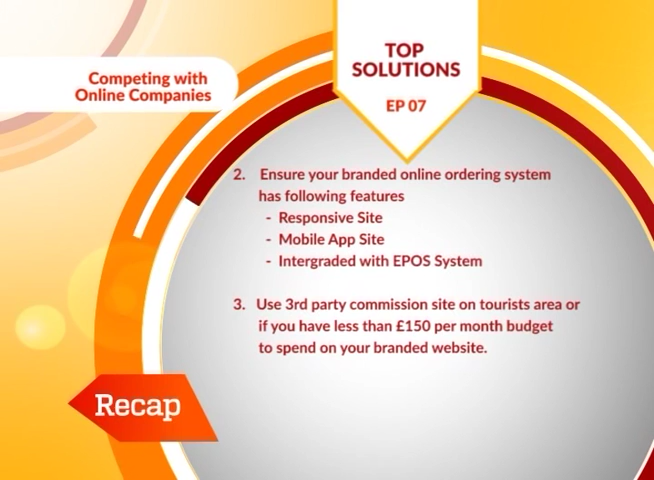 TOP
SOLUTIONS
EP 07
Competing with
Online Companies
2. Ensure your branded online ordering system
has following features
- Responsive Site
- Mobile App Site
- Intergraded with EPOS System
3. Use 3rd party commission site on tourists area or
if you have less than £150 per month budget
to spend on your branded website.
Recap